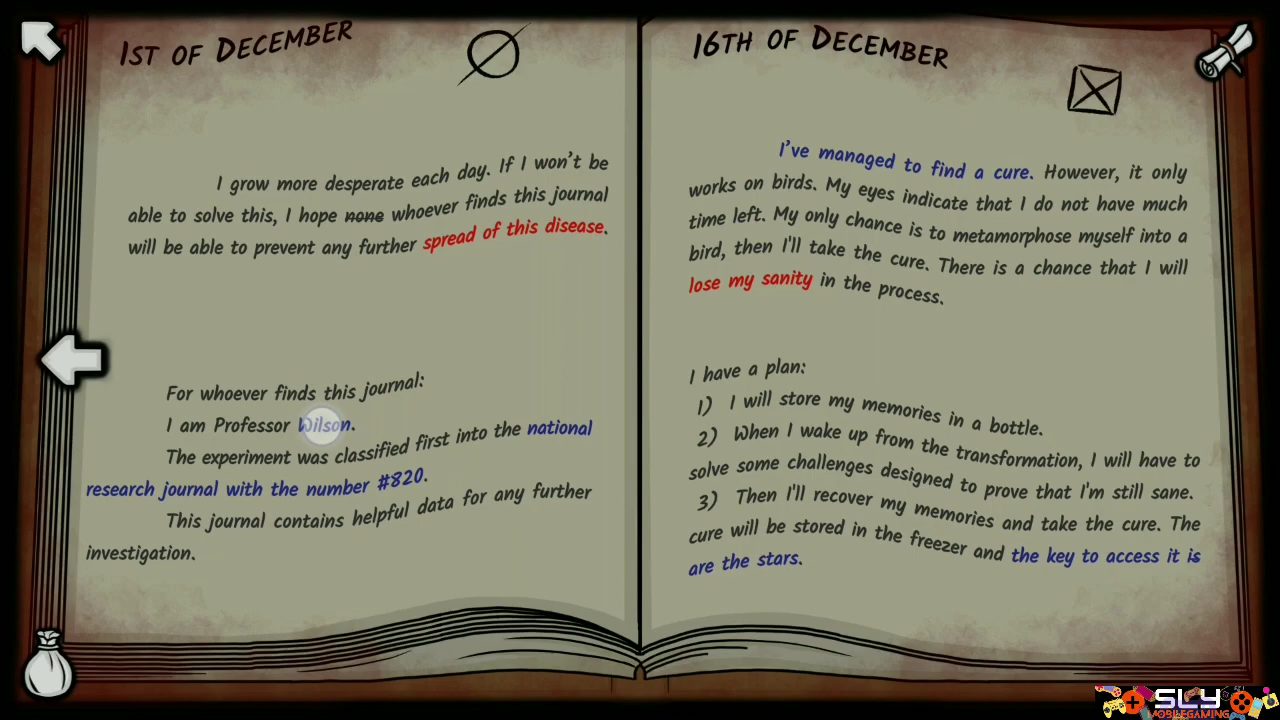 1st of December
I grow more desperate each day. If I won't be
able to solve this, I hope none whoever finds this journal
will be able to prevent any further spread of this disease.
For whoever finds this journal:
I am Professor Wilson.
The experiment was classified first into the national
research journal with the number #820.
This journal contains helpful data for any further
investigation.
16th of December
I've managed to find a cure. However, it only
works on birds. My eyes indicate that I do not have much
time left. My only chance is to metamorphose myself into a
bird, then I'll take the cure. There is a chance that I will
lose my sanity in the process.
I have a plan:
1) I will store my memories in a bottle.
2) When I wake up from the transformation, I will have to
solve some challenges designed to prove that I'm still sane.
3) Then I'll recover my memories and take the cure. The
cure will be stored in the freezer and the key to access it is
are the stars.
SLY
MOBILEGAMING